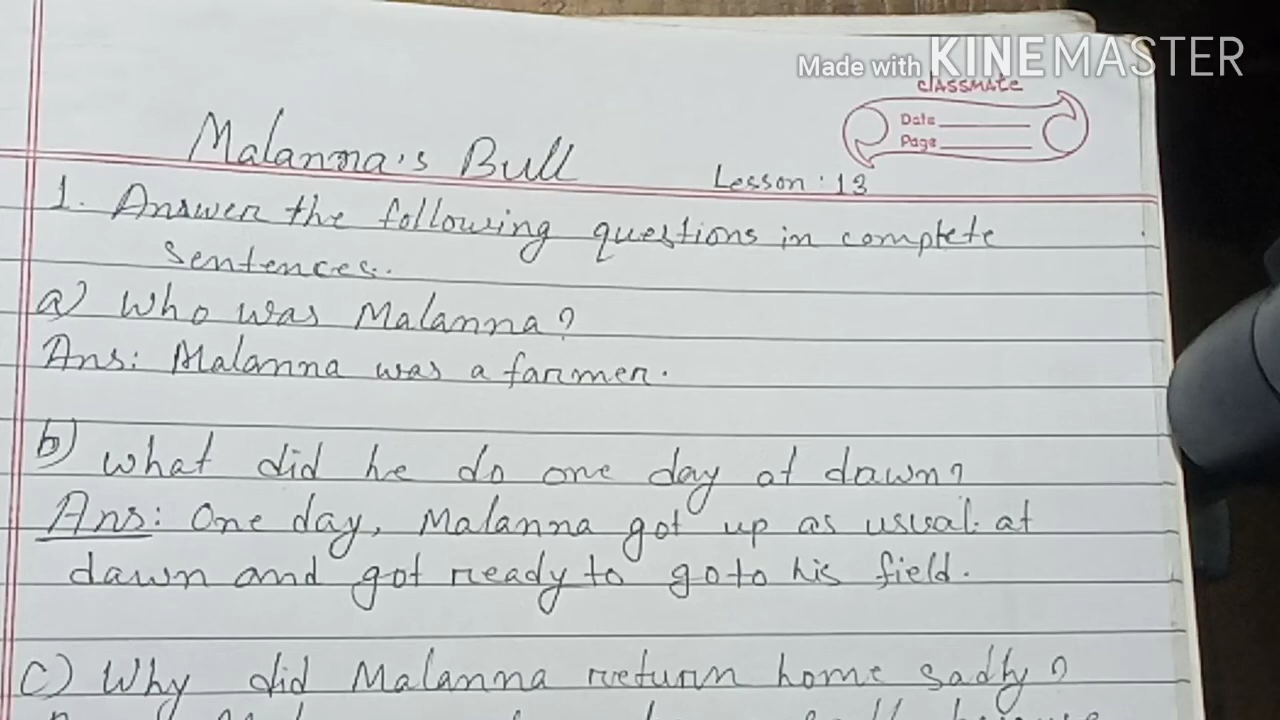 Made with KINEMASTER
classmate
Date
Page
Malanna's Bull
Lesson : 13
1. Answer the following questions in complete
sentences.
a) Who was Malanna?
Ans: Malanna was a farmer.
b) what did he do one day at dawn?
Ans: One day, Malanna got up as usual at
dawn and got ready to go to his field.
c) Why did Malanna return home sadly?